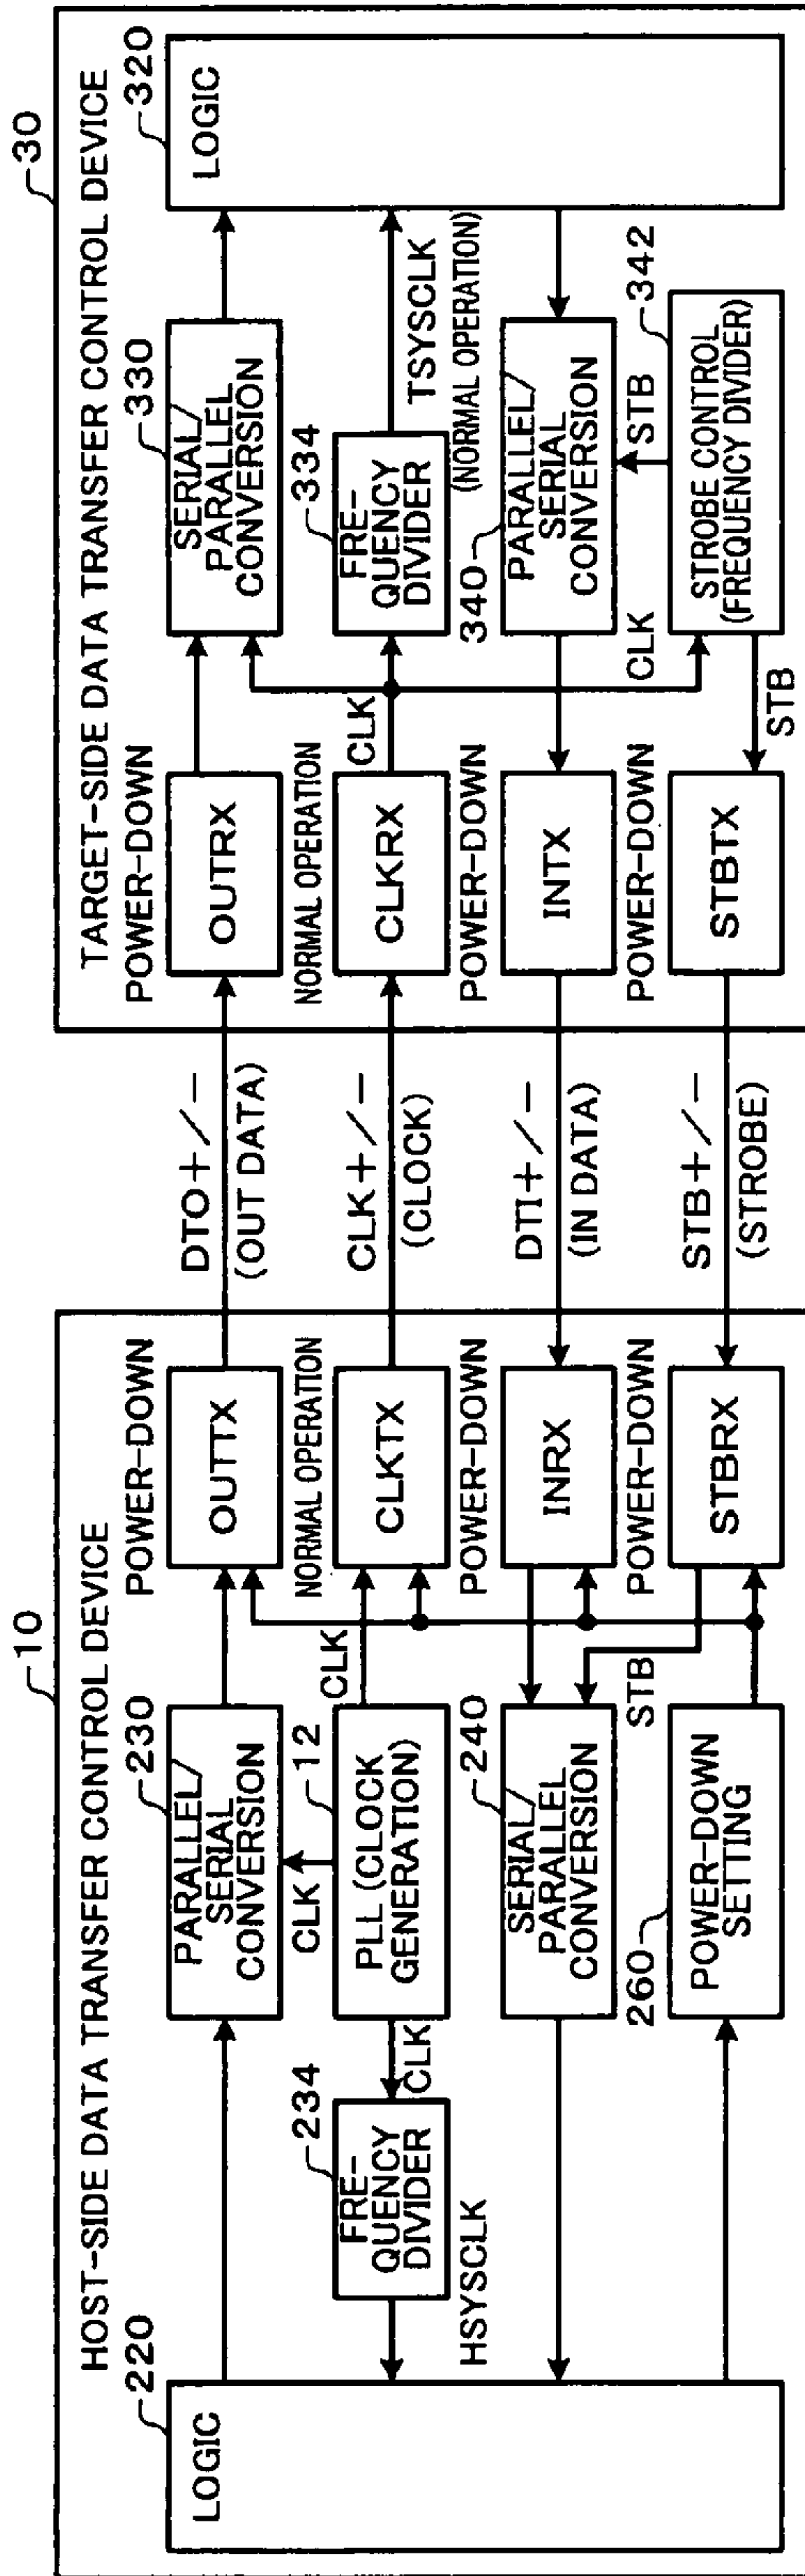 10
HOST-SIDE DATA TRANSFER CONTROL DEVICE
220
LOGIC
230
PARALLEL/
SERIAL
CONVERSION
POWER-DOWN
OUTTX
CLK
234
FRE-
QUENCY
DIVIDER
HSYSCLK
CLK
12
PLL (CLOCK
GENERATION)
CLK
NORMAL OPERATION
CLKTX
240
SERIAL/
PARALLEL
CONVERSION
POWER-DOWN
INRX
STB
260
POWER-DOWN
SETTING
POWER-DOWN
STBRX
DTO+/-
(OUT DATA)
CLK+/-
(CLOCK)
DTI+/-
(IN DATA)
STB+/-
(STROBE)
30
TARGET-SIDE DATA TRANSFER CONTROL DEVICE
POWER-DOWN
OUTRX
330
SERIAL/
PARALLEL
CONVERSION
320
LOGIC
NORMAL OPERATION
CLKRX
CLK
334
FRE-
QUENCY
DIVIDER
TSYSCLK
(NORMAL OPERATION)
POWER-DOWN
INTX
340
PARALLEL/
SERIAL
CONVERSION
STB
342
POWER-DOWN
STBTX
CLK
STB
STROBE CONTROL
(FREQUENCY DIVIDER)